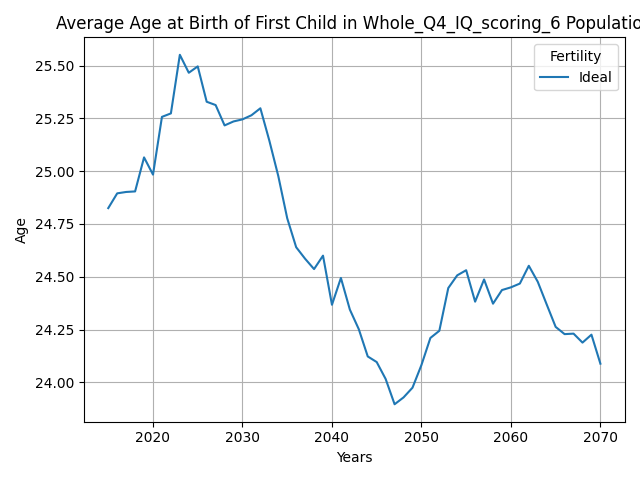 Average Age at Birth of First Child in Whole_Q4_IQ_scoring_6 Populatio
Fertility
Ideal
25.50
25.25
25.00
24.75
24.50
24.25
24.00
Age
2020 2030 2040 2050 2060 2070
Years